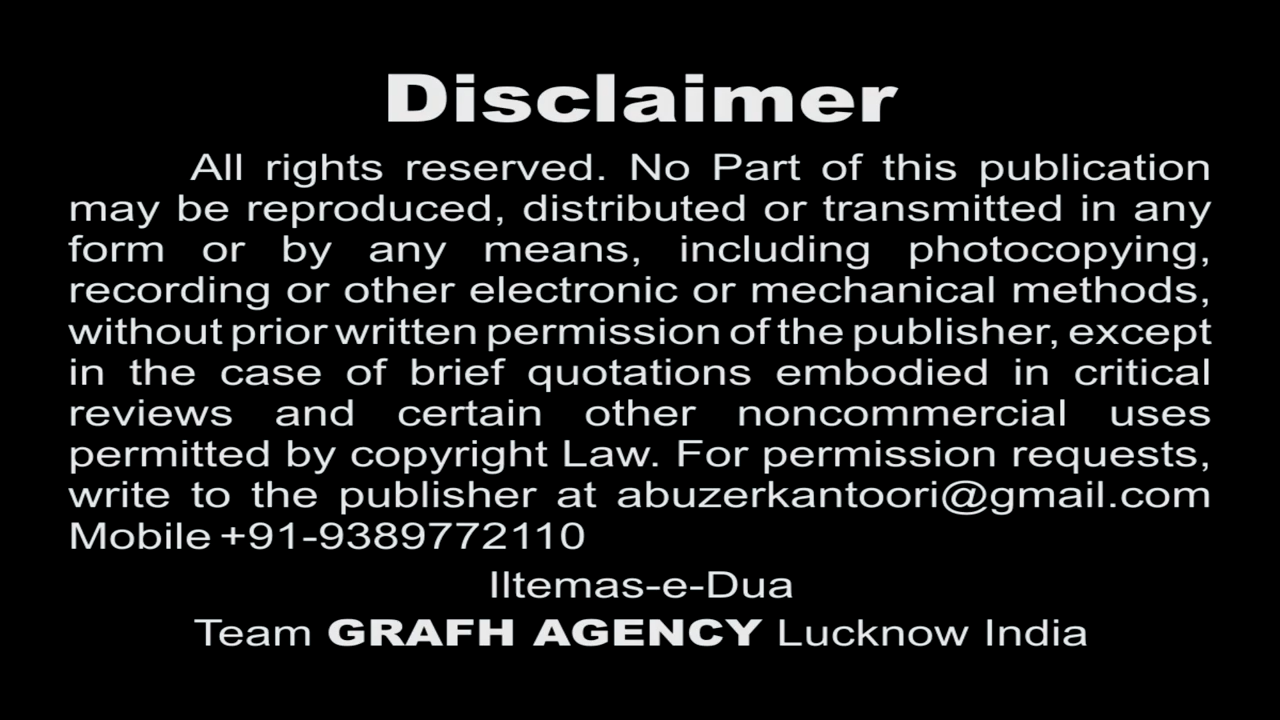 Disclaimer
All rights reserved. No Part of this publication
may be reproduced, distributed or transmitted in any
form or by any means, including photocopying,
recording or other electronic or mechanical methods,
without prior written permission of the publisher, except
in the case of brief quotations embodied in critical
reviews and certain other noncommercial uses
permitted by copyright Law. For permission requests,
write to the publisher at abuzerkantoori@gmail.com
Mobile +91-9389772110
Iltemas-e-Dua
Team GRAFH AGENCY Lucknow India